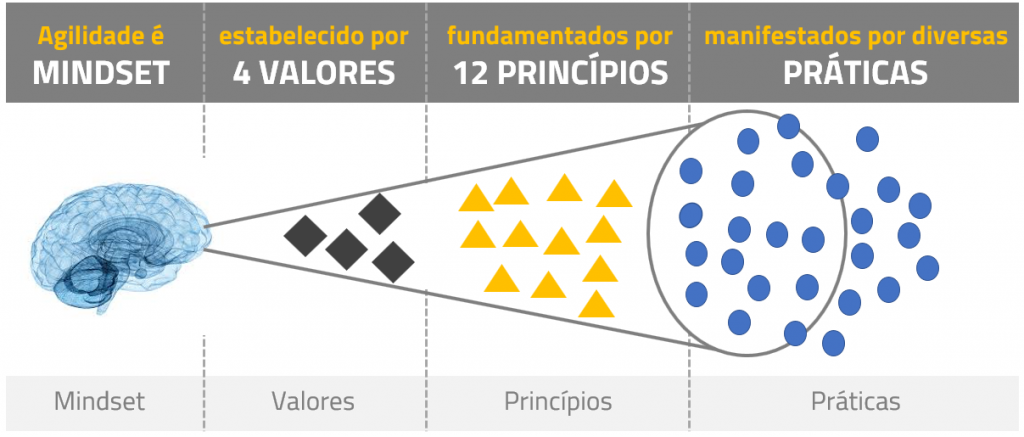 Agilidade é
MINDSET
estabelecido por
4 VALORES
fundamentados por
12 PRINCÍPIOS
manifestados por diversas
PRÁTICAS
Mindset
Valores
Princípios
Práticas